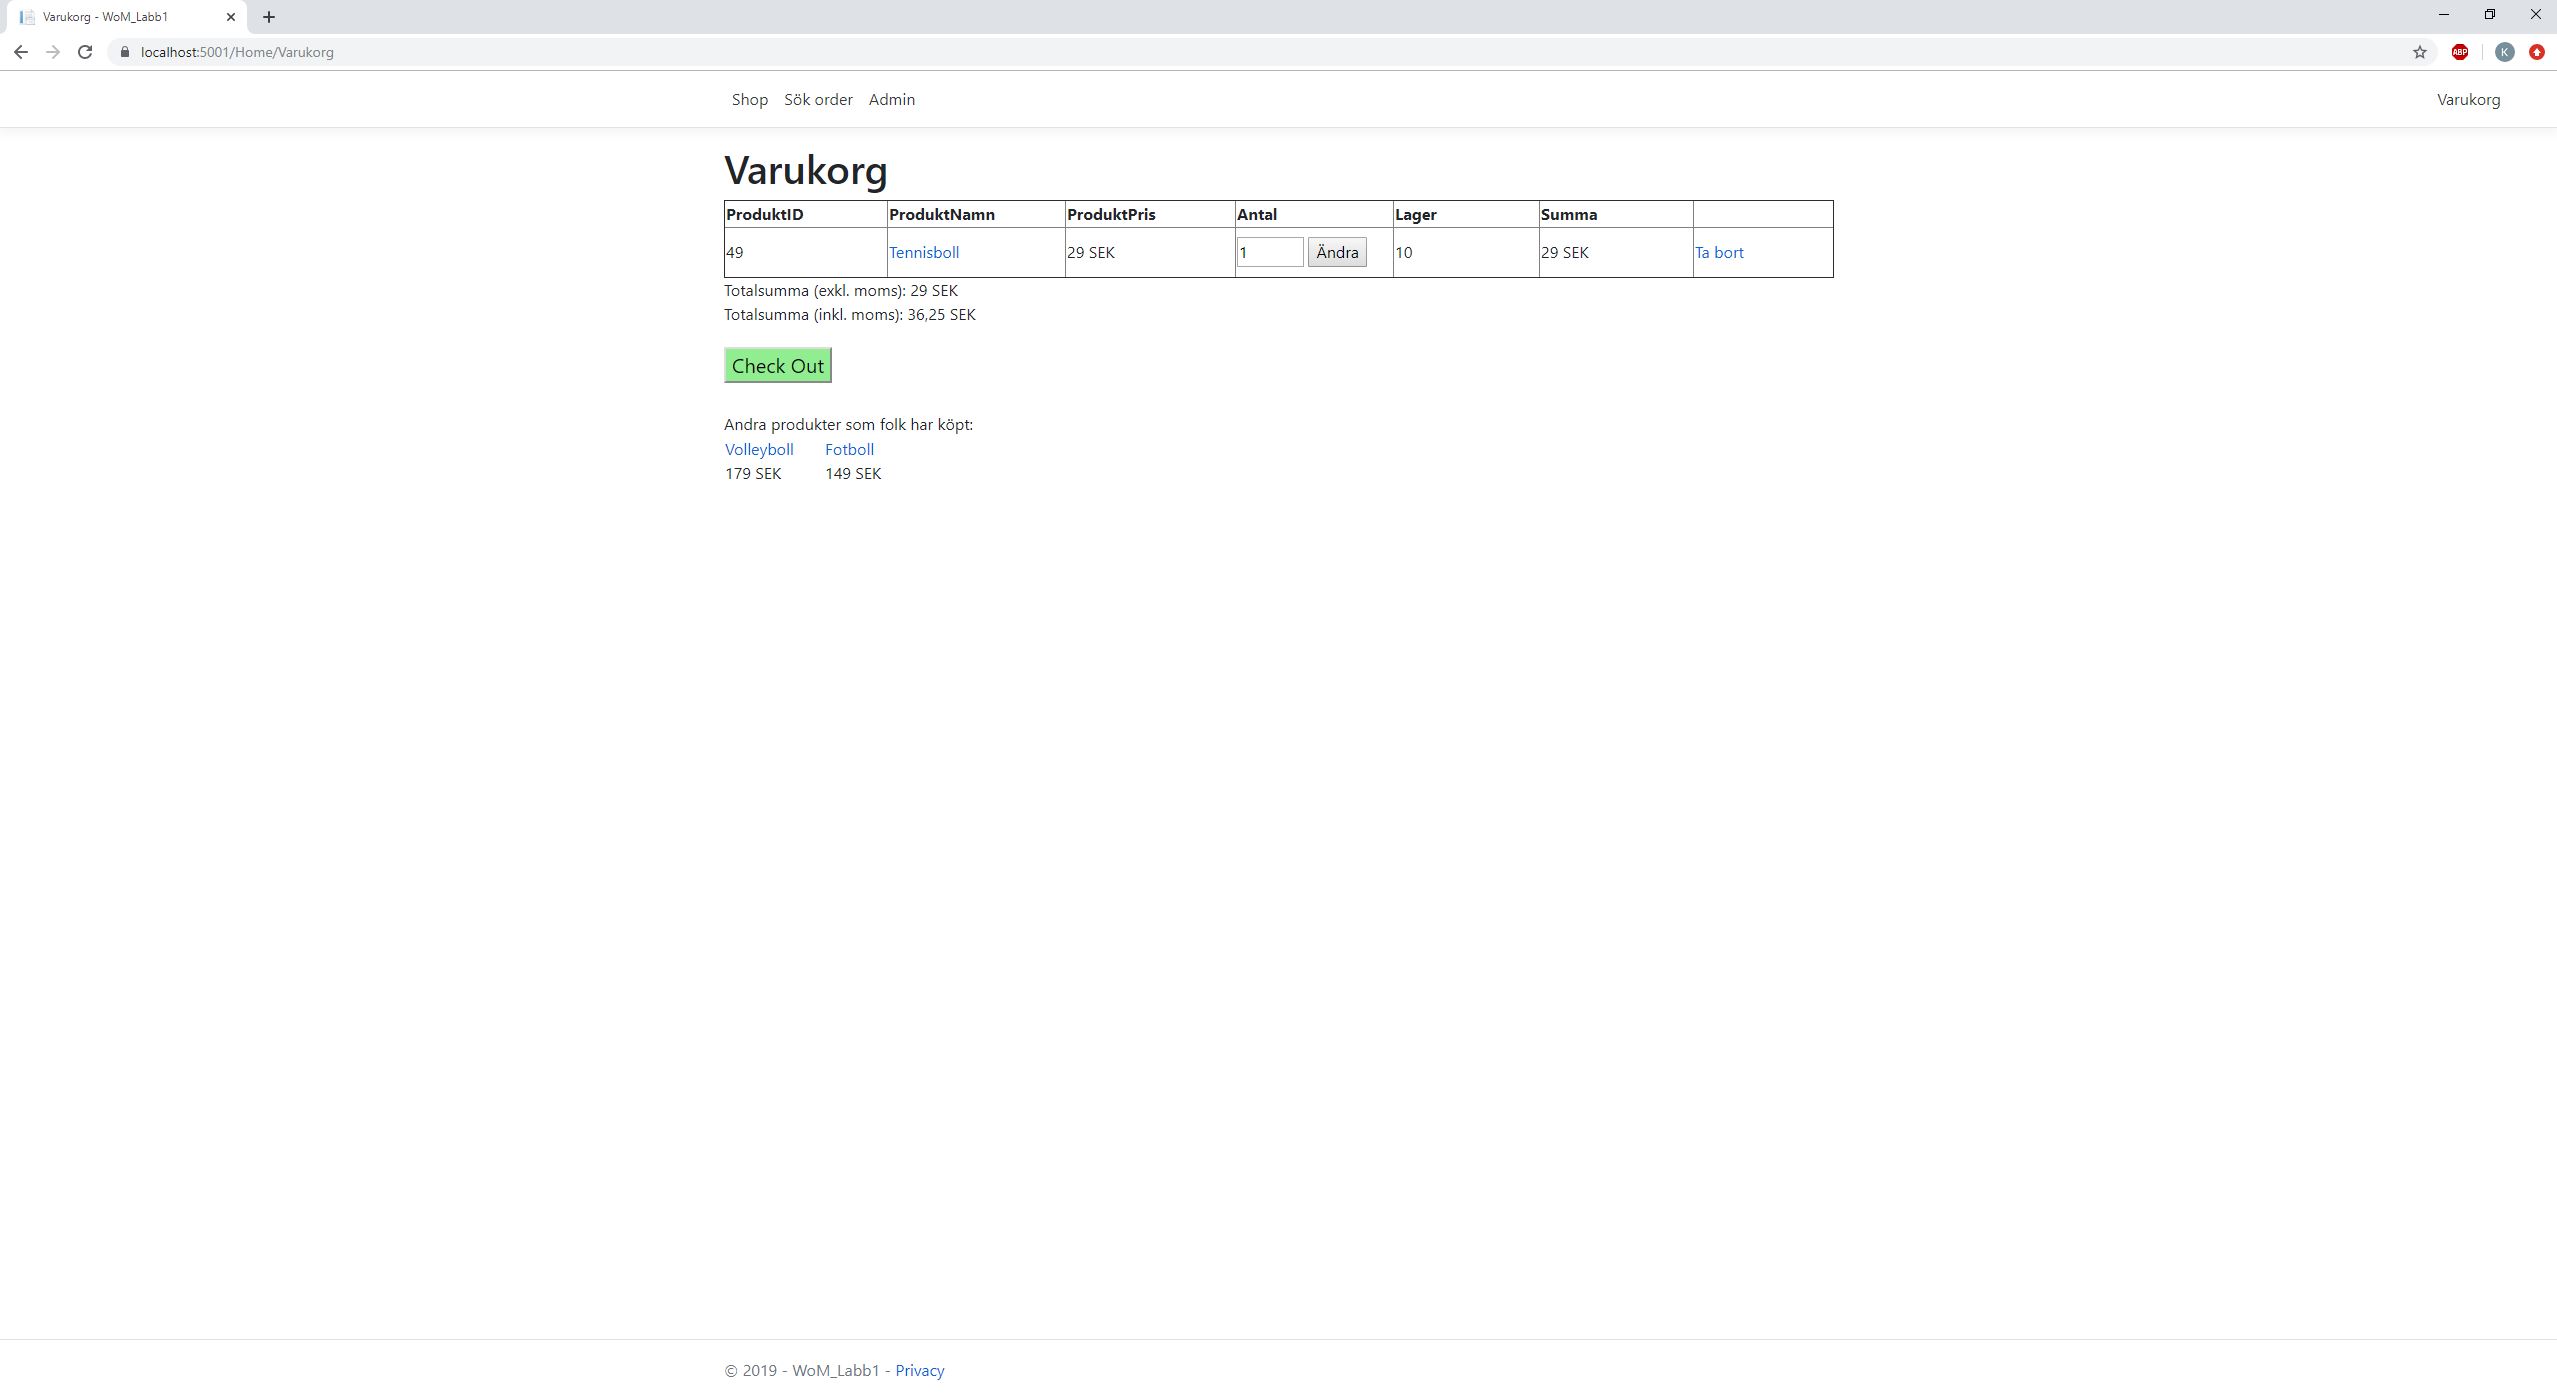 Varukorg - WoM_Labb1
localhost:5001/Home/Varukorg
ABP
K
Shop Sök order Admin Varukorg
Varukorg
ProduktID ProduktNamn ProduktPris Antal Lager Summa
49 Tennisboll 29 SEK 1 Ändra 10 29 SEK Ta bort
Totalsumma (exkl. moms): 29 SEK
Totalsumma (inkl. moms): 36,25 SEK
Check Out
Andra produkter som folk har köpt:
Volleyboll Fotboll
179 SEK 149 SEK
© 2019 - WoM_Labb1 - Privacy